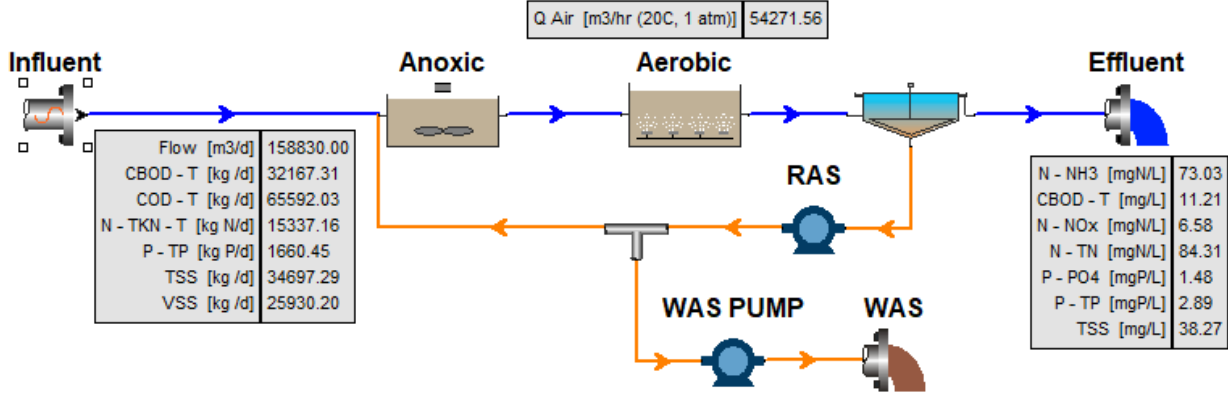 Q Air [m3/hr (20C, 1 atm)] 54271.56
Influent
Anoxic
Aerobic
Effluent
Flow [m3/d] 158830.00
CBOD - T [kg /d] 32167.31
COD - T [kg /d] 65592.03
N - TKN - T [kg N/d] 15337.16
P - TP [kg P/d] 1660.45
TSS [kg /d] 34697.29
VSS [kg /d] 25930.20
RAS
N - NH3 [mgN/L] 73.03
CBOD - T [mg/L] 11.21
N - NOx [mgN/L] 6.58
N - TN [mgN/L] 84.31
P - PO4 [mgP/L] 1.48
P - TP [mgP/L] 2.89
TSS [mg/L] 38.27
WAS PUMP
WAS